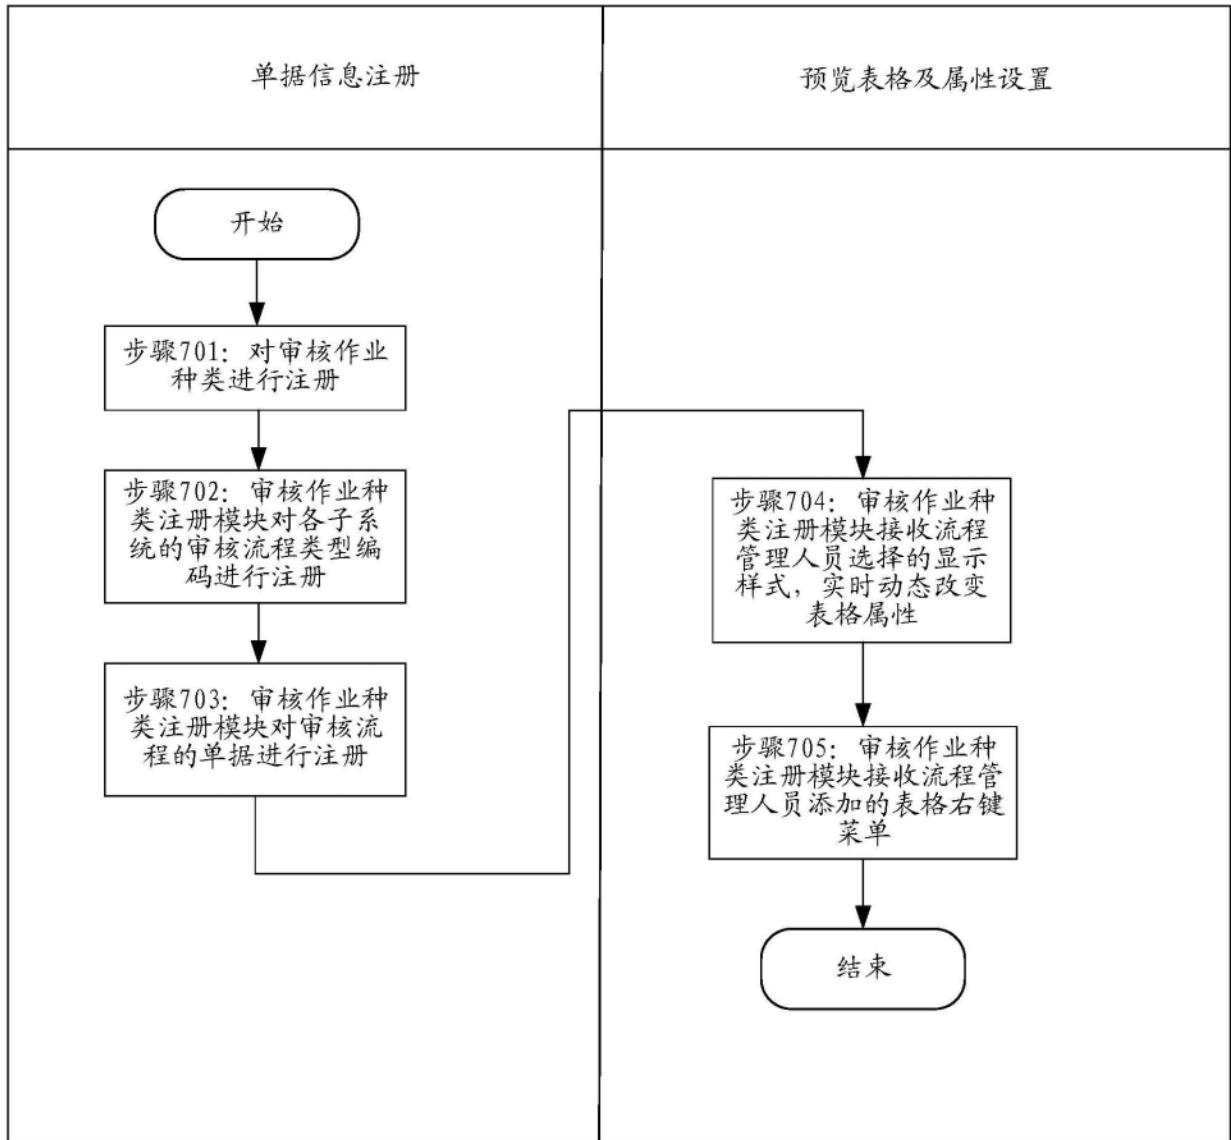 单据信息注册
预览表格及属性设置
开始
步骤701：对审核作业
种类进行注册
步骤702：审核作业种
类注册模块对各子系
统的审核流程类型编
码进行注册
步骤703：审核作业种
类注册模块对审核流
程的单据进行注册
步骤704：审核作业种
类注册模块接收流程
管理人员选择的显示
样式，实时动态改变
表格属性
步骤705：审核作业种
类注册模块接收流程管
理人员添加的表格右键
菜单
结束